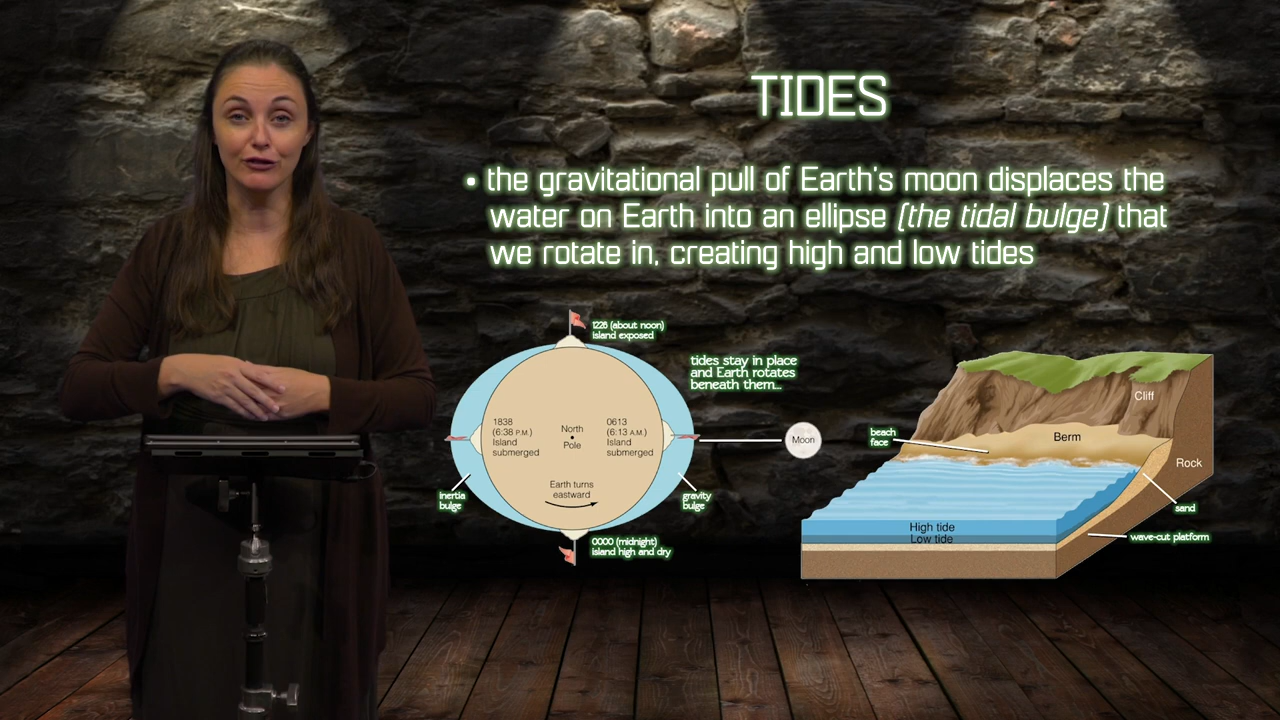 TIDES
• the gravitational pull of Earth's moon displaces the
water on Earth into an ellipse (the tidal bulge) that
we rotate in, creating high and low tides
1226 (about noon)
island exposed
tides stay in place
and Earth rotates
beneath them...
1838
(6:38 P.M.)
Island
submerged
North
Pole
0613
(6:13 A.M.)
Island
submerged
Moon
Earth turns
eastward
inertia
bulge
gravity
bulge
0000 (midnight)
island high and dry
Cliff
beach
face
Berm
Rock
sand
High tide
Low tide
wave-cut platform